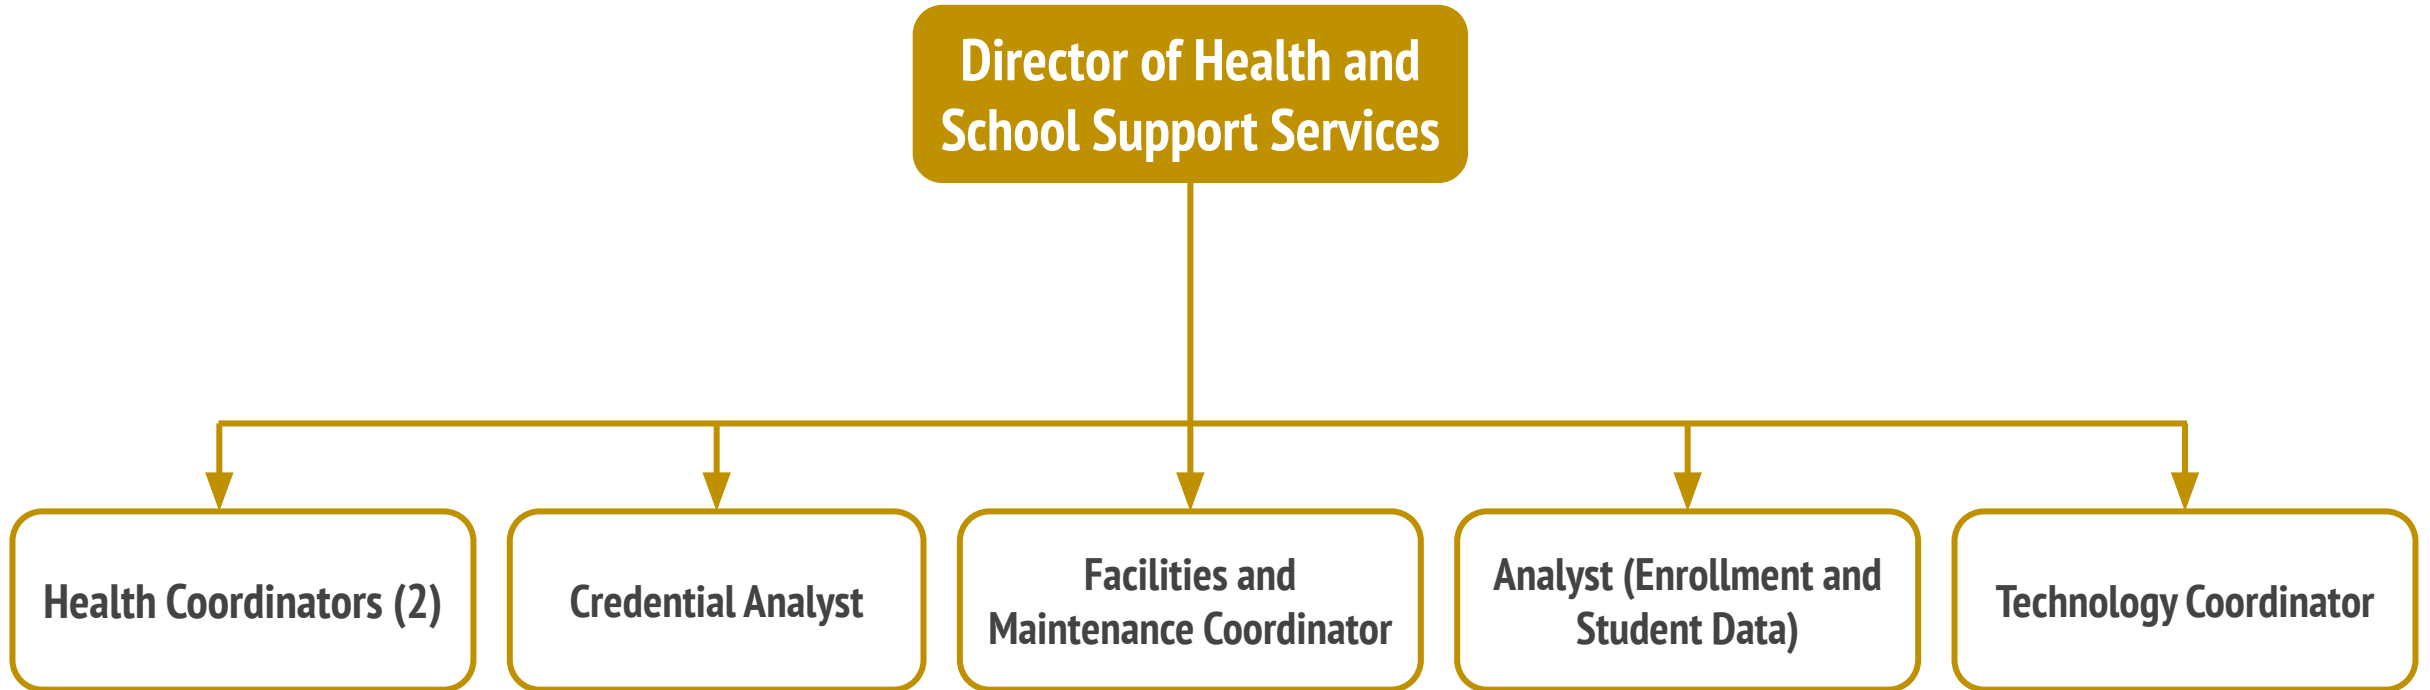 Director of Health and
School Support Services
Health Coordinators (2)
Credential Analyst
Facilities and
Maintenance Coordinator
Analyst (Enrollment and
Student Data)
Technology Coordinator